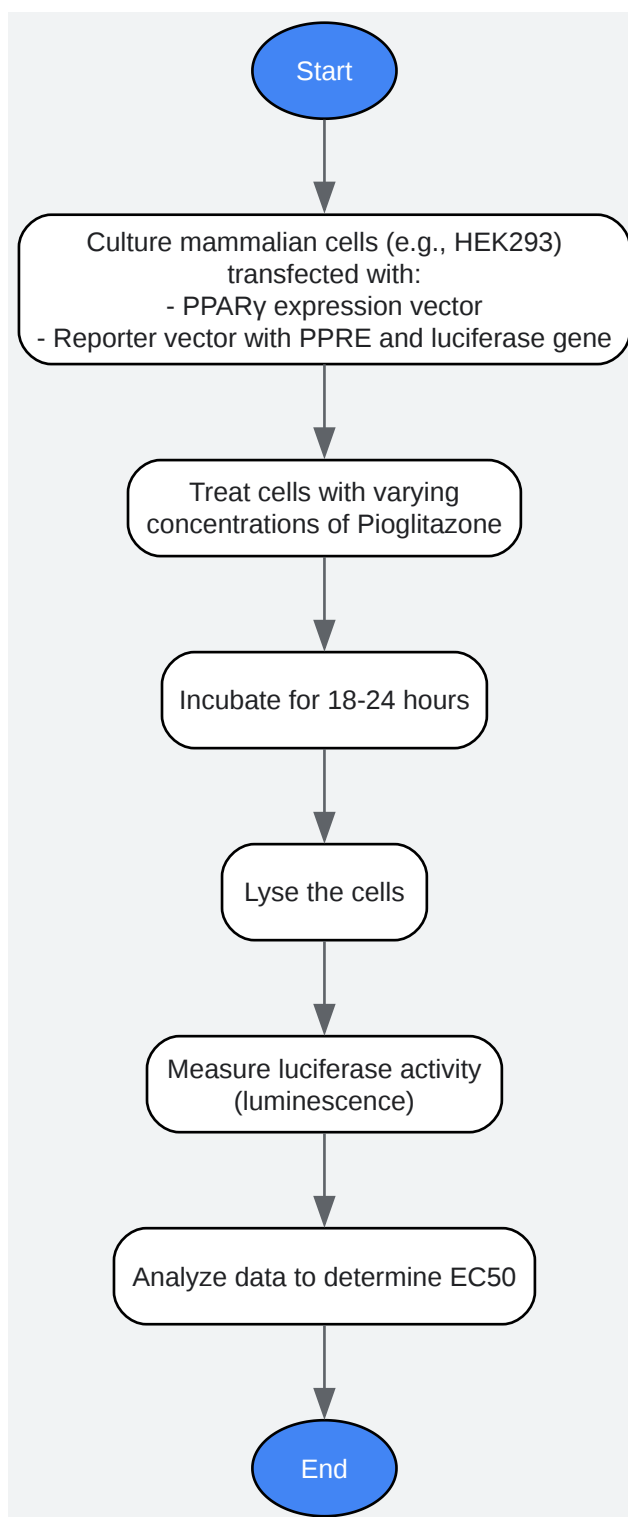 Start
Culture mammalian cells (e.g., HEK293)
transfected with:
- PPARγ expression vector
- Reporter vector with PPRE and luciferase gene
Treat cells with varying
concentrations of Pioglitazone
Incubate for 18-24 hours
Lyse the cells
Measure luciferase activity
(luminescence)
Analyze data to determine EC50
End